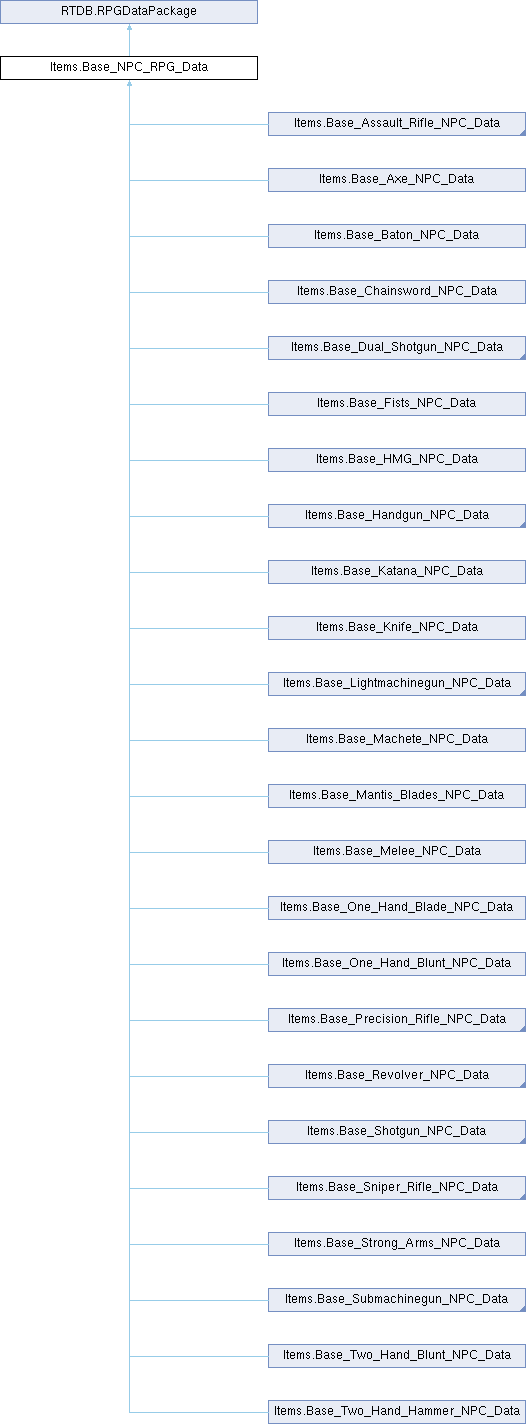 RTDB.RPGDataPackage
Items.Base_NPC_RPG_Data
Items.Base_Assault_Rifle_NPC_Data
Items.Base_Axe_NPC_Data
Items.Base_Baton_NPC_Data
Items.Base_Chainsword_NPC_Data
Items.Base_Dual_Shotgun_NPC_Data
Items.Base_Fists_NPC_Data
Items.Base_HMG_NPC_Data
Items.Base_Handgun_NPC_Data
Items.Base_Katana_NPC_Data
Items.Base_Knife_NPC_Data
Items.Base_Lightmachinegun_NPC_Data
Items.Base_Machete_NPC_Data
Items.Base_Mantis_Blades_NPC_Data
Items.Base_Melee_NPC_Data
Items.Base_One_Hand_Blade_NPC_Data
Items.Base_One_Hand_Blunt_NPC_Data
Items.Base_Precision_Rifle_NPC_Data
Items.Base_Revolver_NPC_Data
Items.Base_Shotgun_NPC_Data
Items.Base_Sniper_Rifle_NPC_Data
Items.Base_Strong_Arms_NPC_Data
Items.Base_Submachinegun_NPC_Data
Items.Base_Two_Hand_Blunt_NPC_Data
Items.Base_Two_Hand_Hammer_NPC_Data